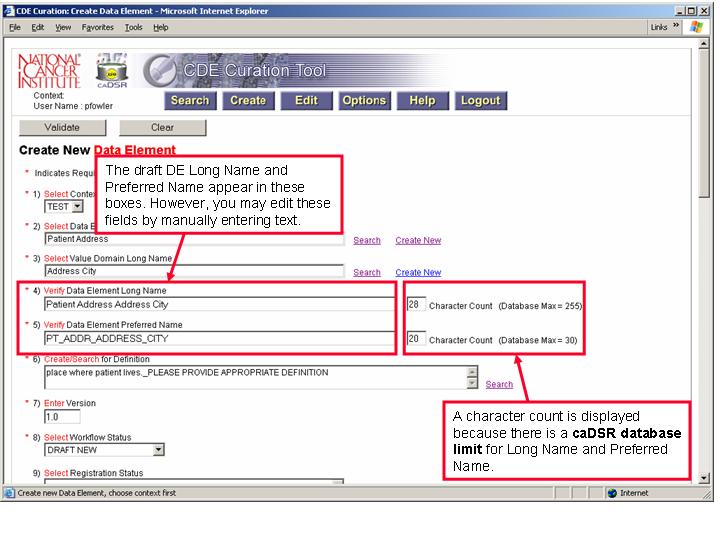 CDE Curation: Create Data Element - Microsoft Internet Explorer
File Edit View Favorites Tools Help
Links »
NATIONAL
CANCER
INSTITUTE
caDSR
CDE Curation Tool
Context:
User Name : pfowler
Search Create Edit Options Help Logout
Validate Clear
Create New Data Element
* Indicates Requi
The draft DE Long Name and
Preferred Name appear in these
boxes. However, you may edit these
fields by manually entering text.
* 1) Select Contex
TEST
* 2) Select Data E
Patient Address
Search Create New
* 3) Select Value Domain Long Name
Address City
Search Create New
* 4) Verify Data Element Long Name
Patient Address Address City
28 Character Count (Database Max = 255)
* 5) Verify Data Element Preferred Name
PT_ADDR_ADDRESS_CITY
20 Character Count (Database Max = 30)
* 6) Create/Search for Definition
place where patient lives._PLEASE PROVIDE APPROPRIATE DEFINITION
Search
* 7) Enter Version
1.0
* 8) Select Workflow Status
DRAFT NEW
9) Select Registration Status
A character count is displayed
because there is a caDSR database
limit for Long Name and Preferred
Name.
Create new Data Element, choose context first
Internet